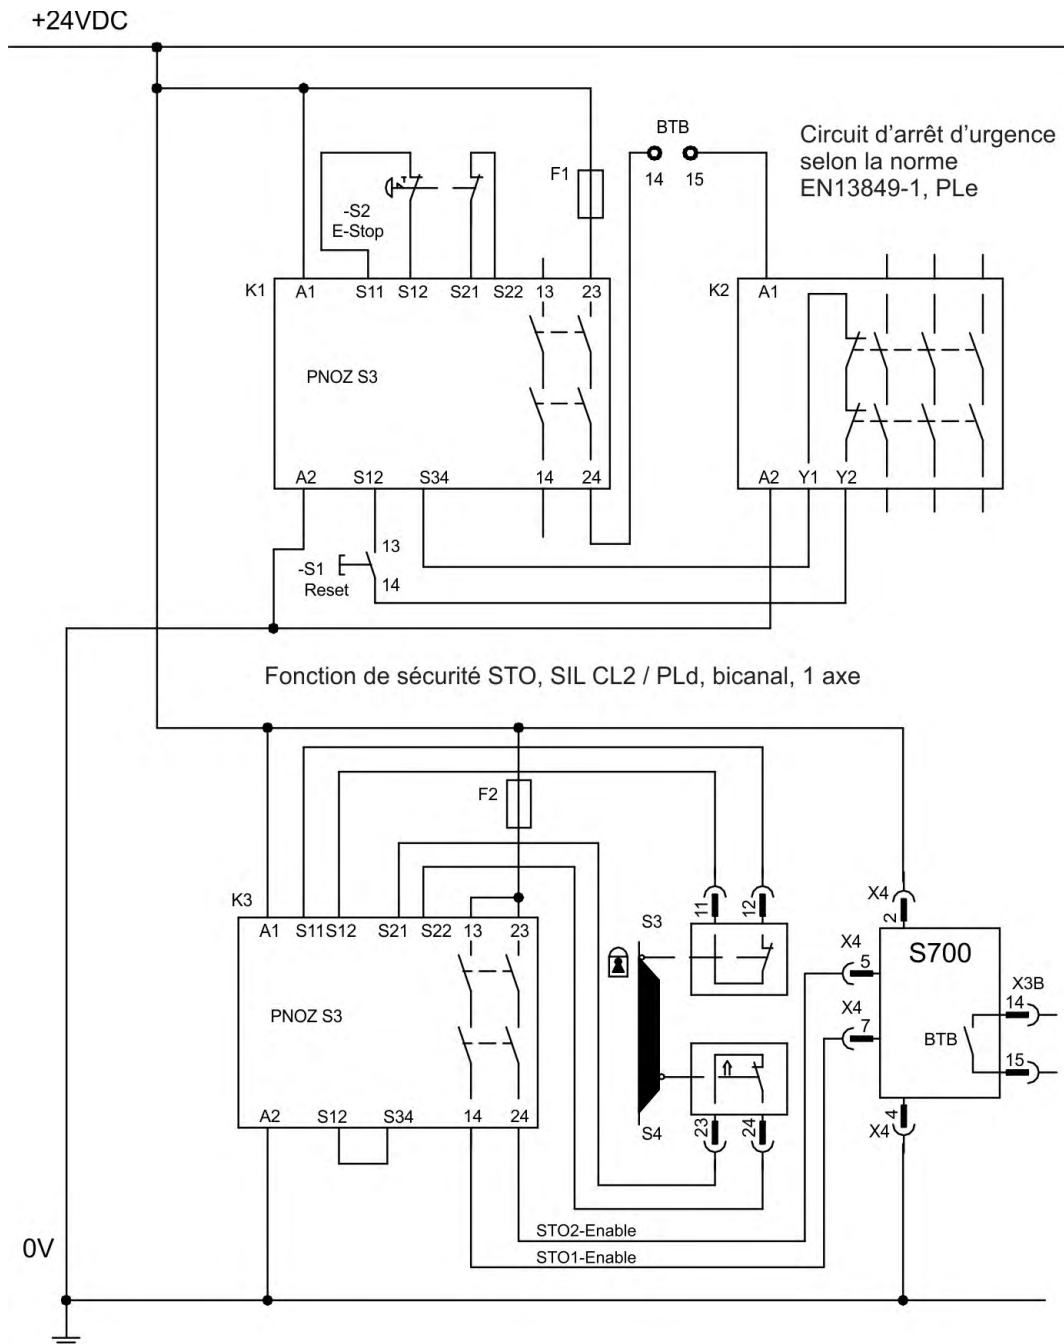 +24VDC
BTB
14 15
Circuit d'arrêt d'urgence
selon la norme
EN13849-1, PLe
F1
-S2
E-Stop
K1
A1 S11 S12 S21 S22 13 23
K2
A1
PNOZ S3
A2 S12 S34 14 24
A2 Y1 Y2
13
-S1
Reset
14
Fonction de sécurité STO, SIL CL2 / PLd, bicanal, 1 axe
F2
K3
A1 S11 S12 S21 S22 13 23
S3
11 12
X4
2
S700
X4
5
X4
7
X3B
14
BTB
15
PNOZ S3
A2 S12 S34 14 24
S4
23 24
4
X4
STO2-Enable
STO1-Enable
0V